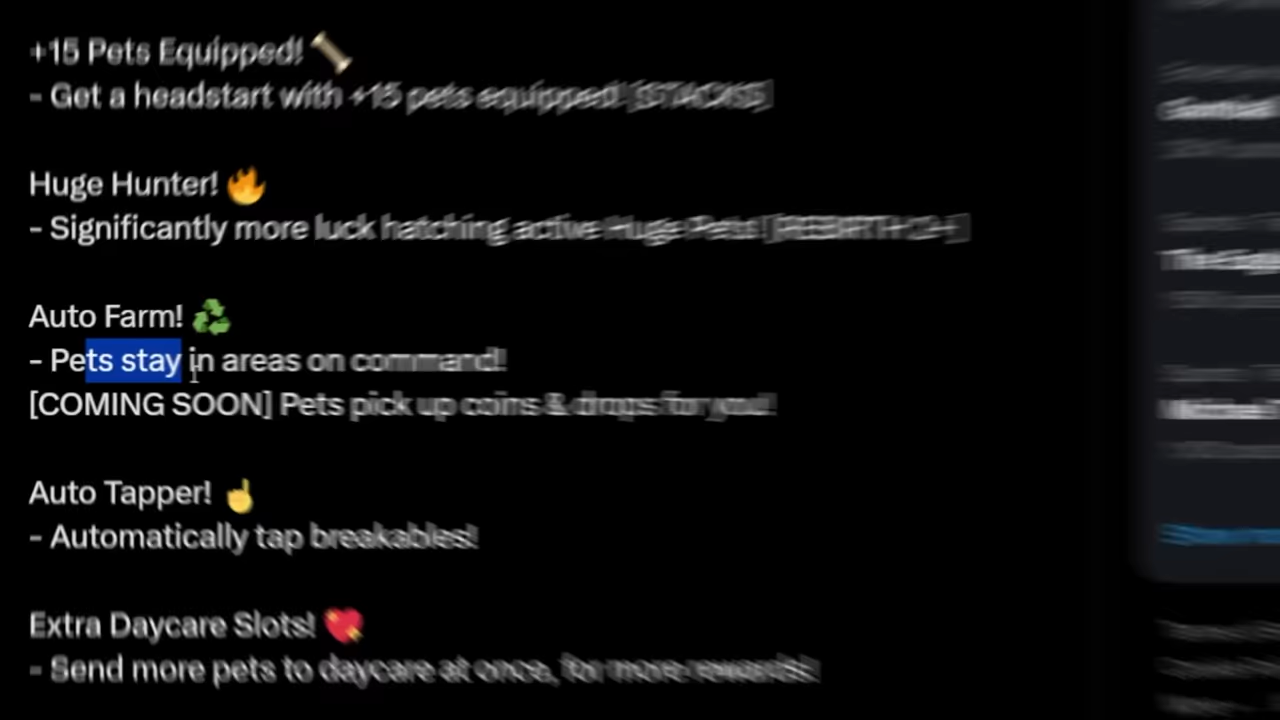 +15 Pets Equipped! 🦴
- Get a headstart with +15 pets equipped! [STACKS]
Huge Hunter! 🔥
- Significantly more luck hatching active Huge Pets! [REBIRTH
Auto Farm! ♻️
- Pets stay in areas on command!
[COMING SOON] Pets pick up coins & drops for you!
Auto Tapper! ☝️
- Automatically tap breakables!
Extra Daycare Slots! 💝
- Send more pets to daycare at once, for more rewards!